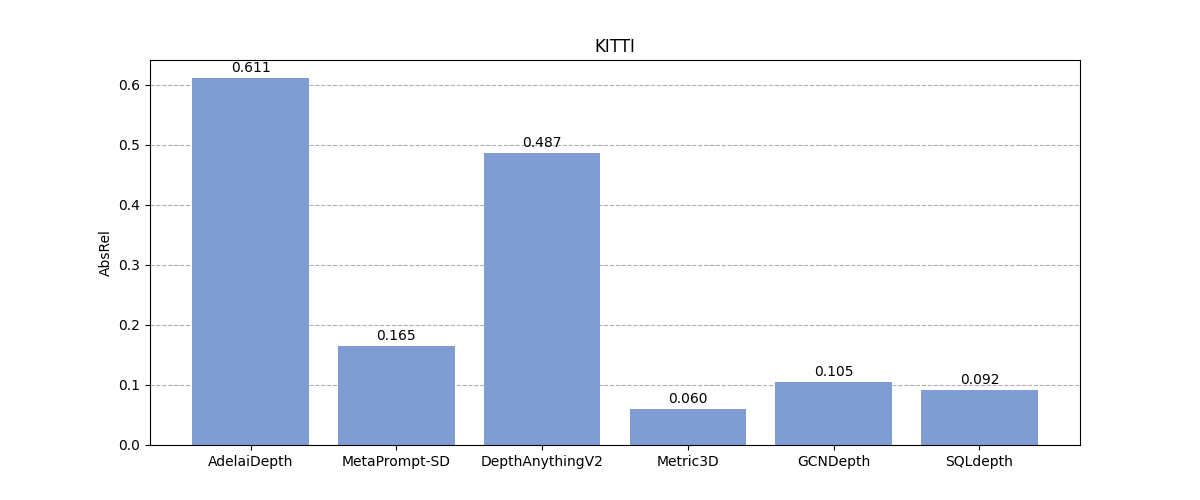 KITTI
AbsRel
0.6
0.5
0.4
0.3
0.2
0.1
0.0
0.611
0.165
0.487
0.060
0.105
0.092
AdelaiDepth
MetaPrompt-SD
DepthAnythingV2
Metric3D
GCNDepth
SQLdepth